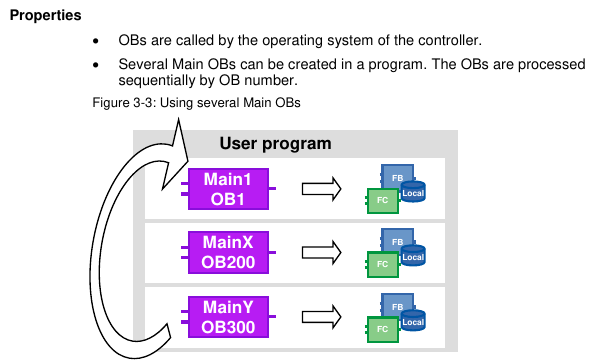 Properties
• OBs are called by the operating system of the controller.
• Several Main OBs can be created in a program. The OBs are processed
sequentially by OB number.
Figure 3-3: Using several Main OBs
User program
Main1
OB1
FB
Local
FC
MainX
OB200
FB
Local
FC
MainY
OB300
FB
Local
FC